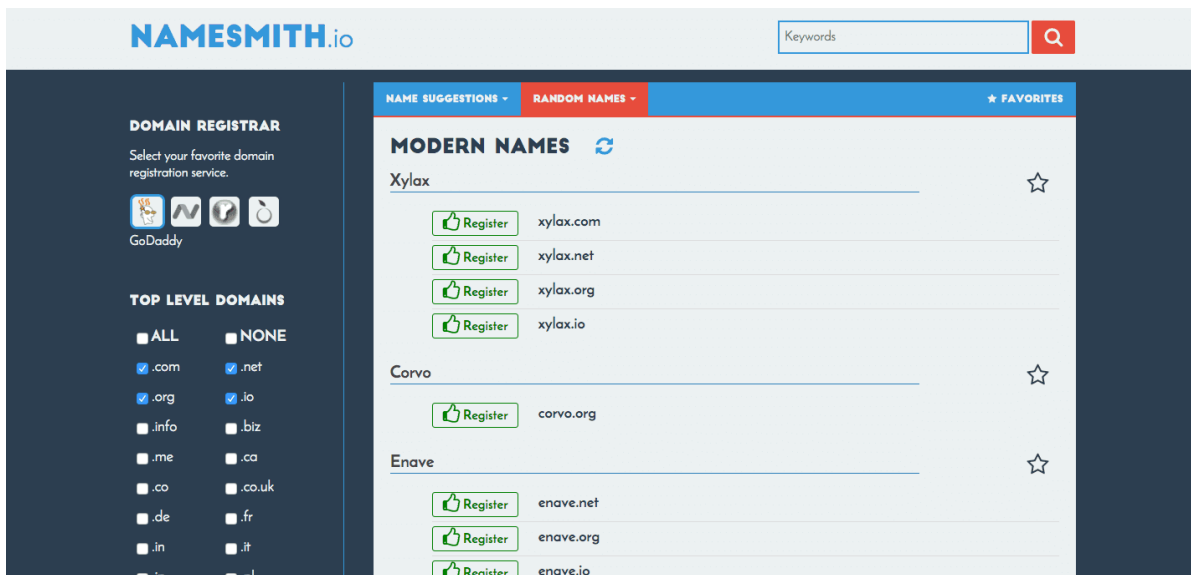 NAMESMITH.io
Keywords
NAME SUGGESTIONS
RANDOM NAMES
FAVORITES
DOMAIN REGISTRAR
Select your favorite domain
registration service.
GoDaddy
TOP LEVEL DOMAINS
ALL NONE
.com .net
.org .io
.info .biz
.me .ca
.co .co.uk
.de .fr
.in .it
MODERN NAMES
Xylax
Register xylax.com
Register xylax.net
Register xylax.org
Register xylax.io
Corvo
Register corvo.org
Enave
Register enave.net
Register enave.org
Register enave.io